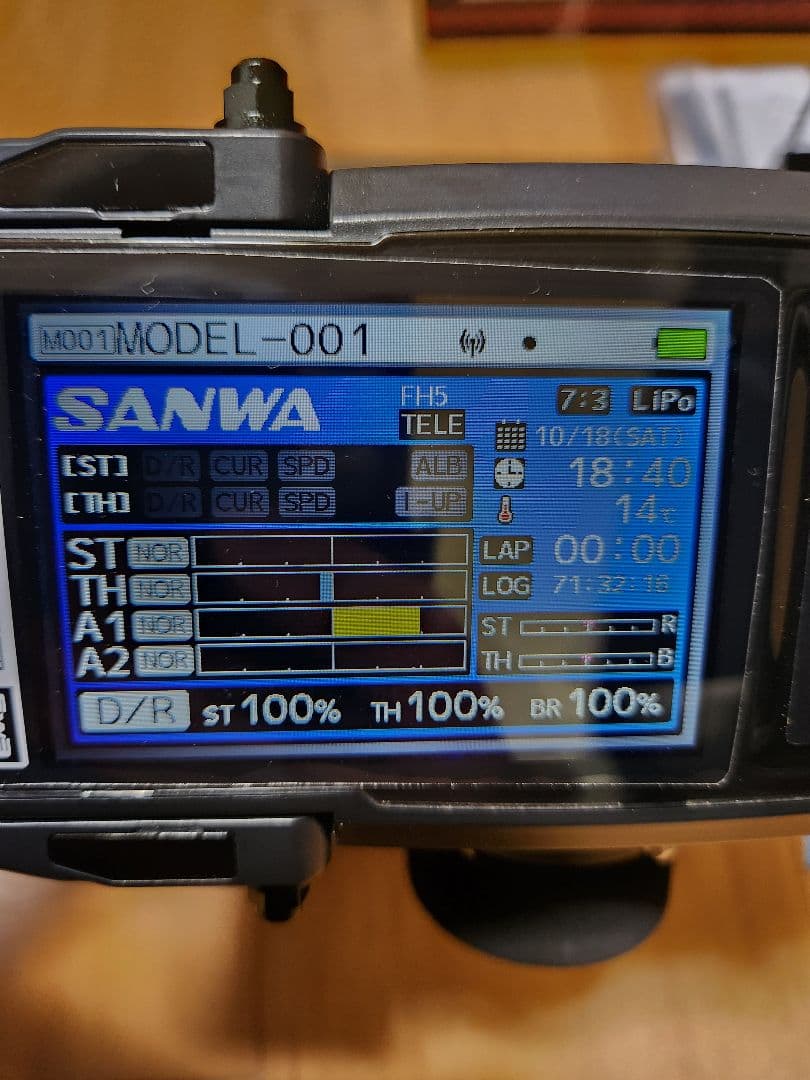 M001 MODEL-001
SANWA FH5 TELE 7:3 LiPo
10/18(SAT)
[ST] D/R CUR SPD ALB
18:40
[TH] D/R CUR SPD I-UP
14℃
ST NOR LAP 00:00
TH NOR LOG 71:32:18
A1 NOR ST R
A2 NOR TH B
D/R ST 100% TH 100% BR 100%